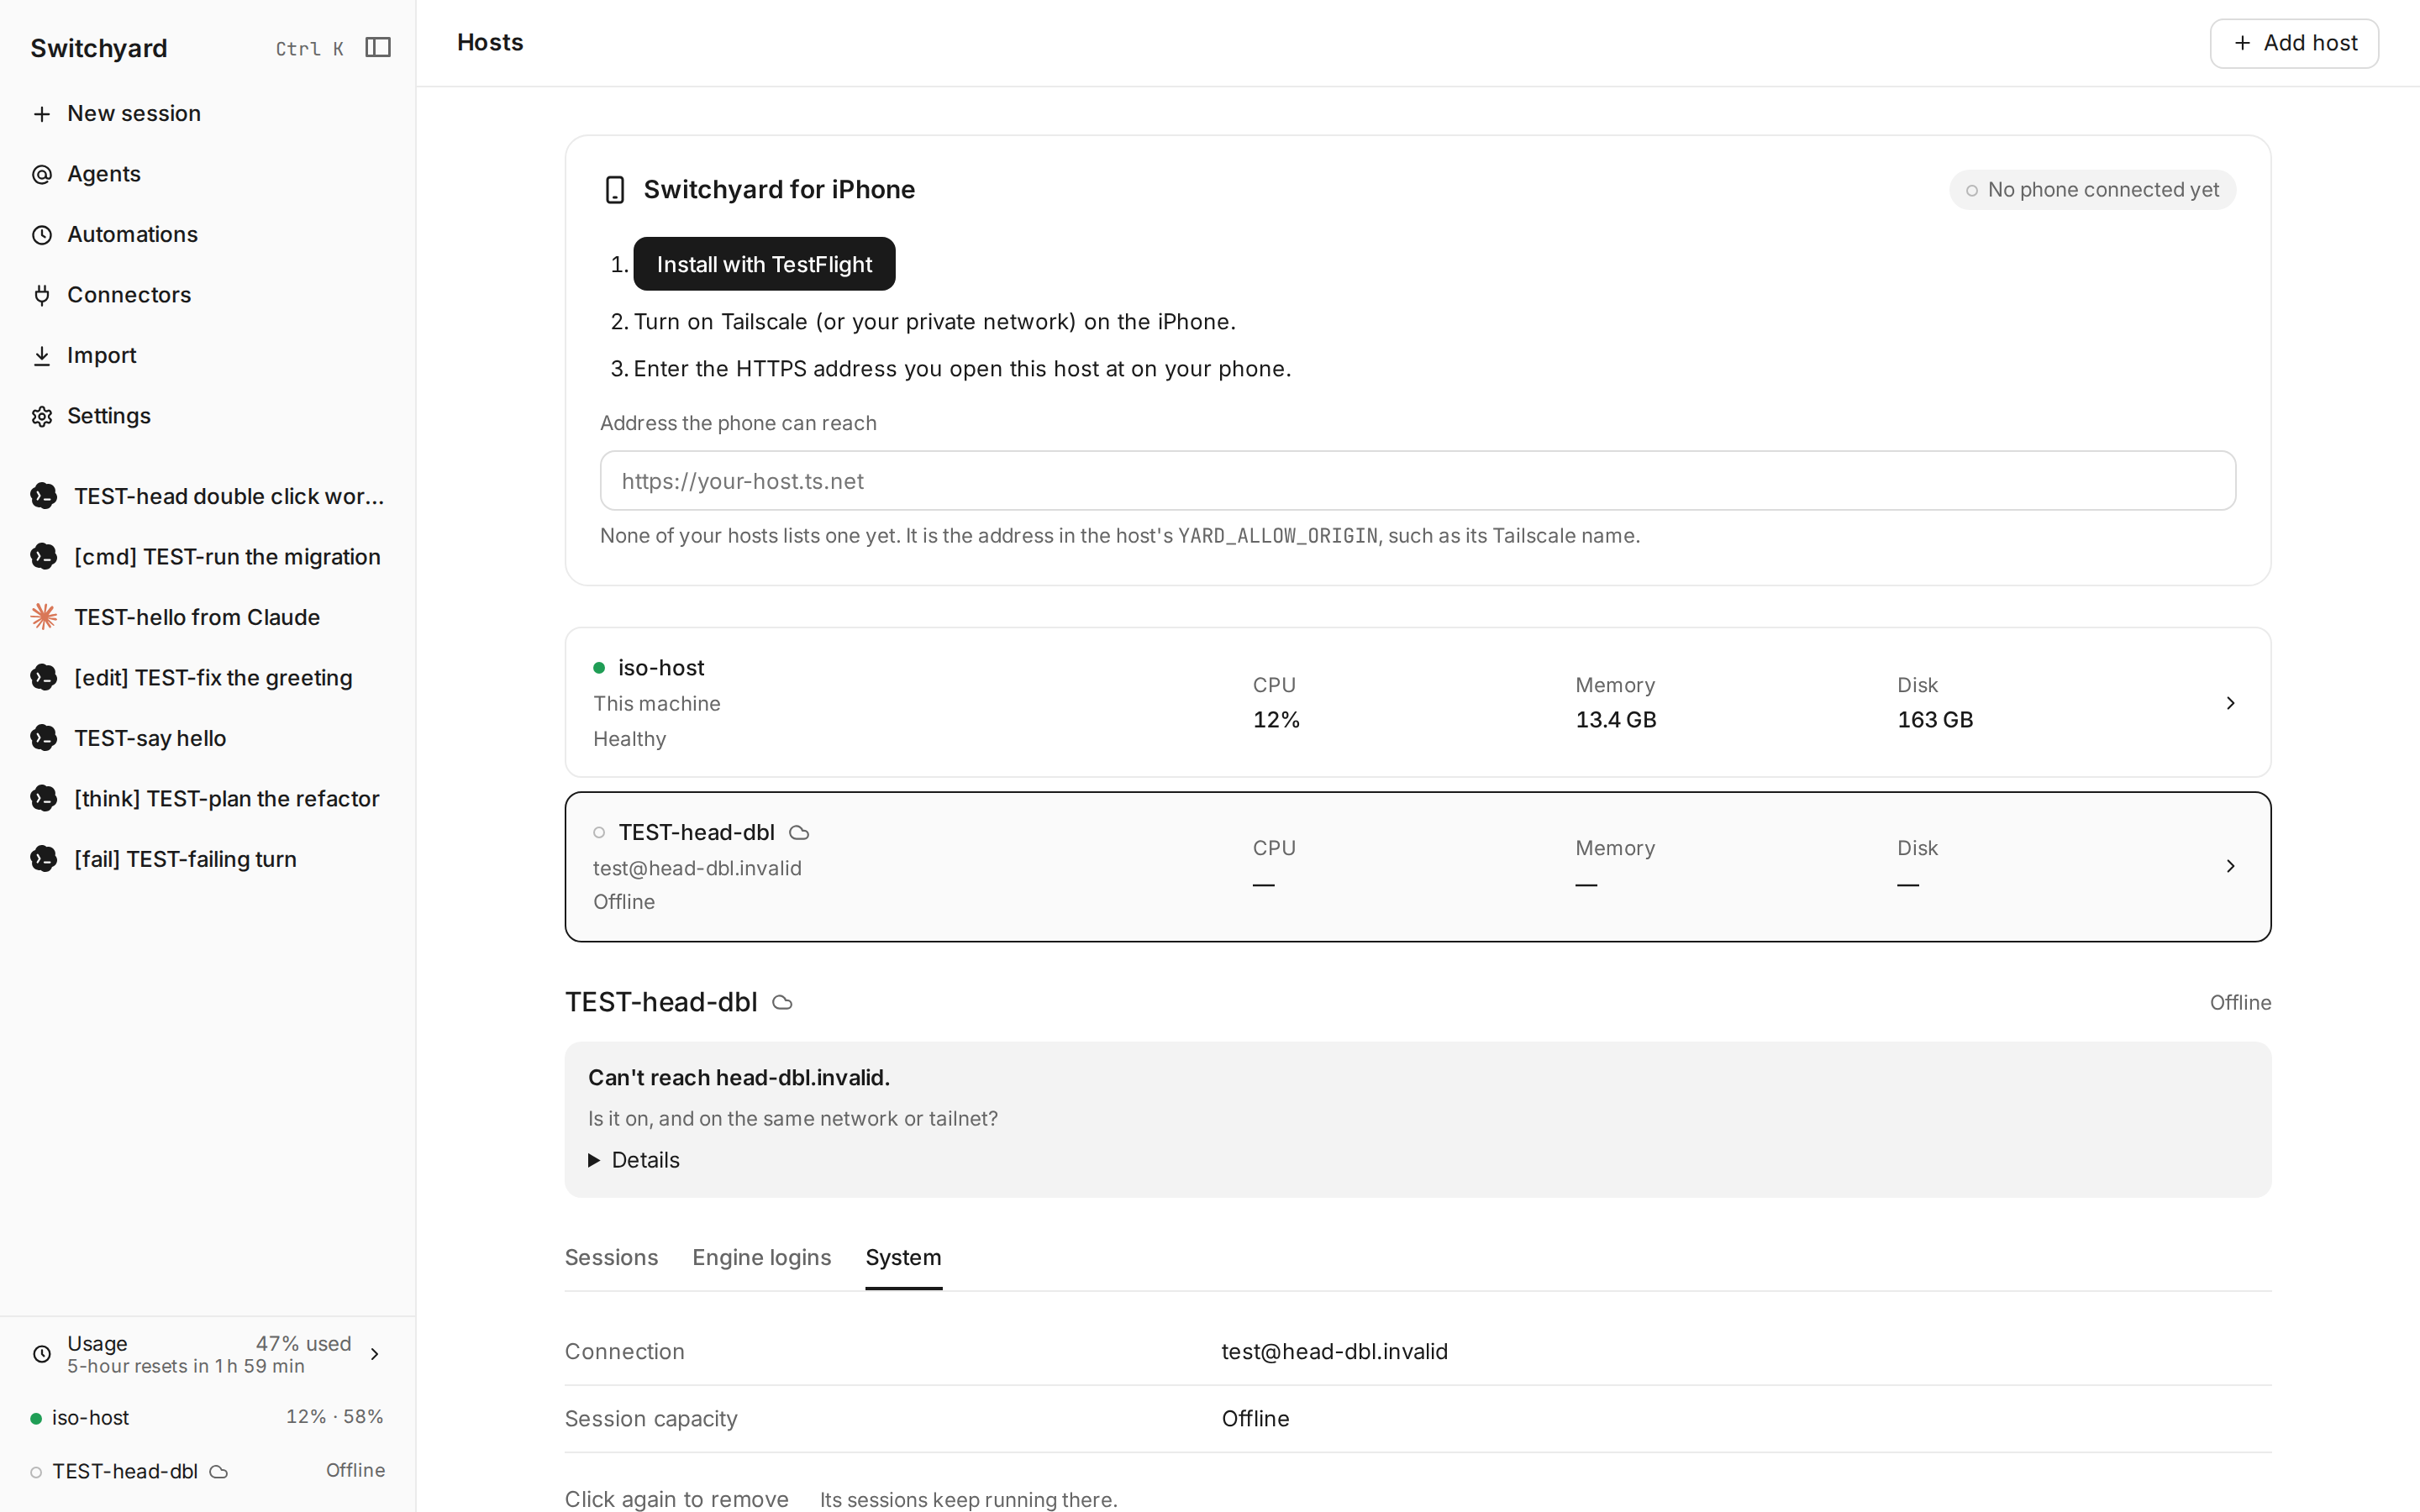 Switchyard
Ctrl K
New session
Agents
Automations
Connectors
Import
Settings
TEST-head double click wor...
[cmd] TEST-run the migration
TEST-hello from Claude
[edit] TEST-fix the greeting
TEST-say hello
[think] TEST-plan the refactor
[fail] TEST-failing turn
Usage 47% used
5-hour resets in 1 h 59 min
iso-host 12% · 58%
TEST-head-dbl Offline
Hosts
Add host
Switchyard for iPhone
No phone connected yet
1. Install with TestFlight
2. Turn on Tailscale (or your private network) on the iPhone.
3. Enter the HTTPS address you open this host at on your phone.
Address the phone can reach
https://your-host.ts.net
None of your hosts lists one yet. It is the address in the host's YARD_ALLOW_ORIGIN, such as its Tailscale name.
iso-host
This machine
Healthy
CPU
12%
Memory
13.4 GB
Disk
163 GB
TEST-head-dbl
test@head-dbl.invalid
Offline
CPU
—
Memory
—
Disk
—
TEST-head-dbl
Offline
Can't reach head-dbl.invalid.
Is it on, and on the same network or tailnet?
Details
Sessions Engine logins System
Connection test@head-dbl.invalid
Session capacity Offline
Click again to remove Its sessions keep running there.